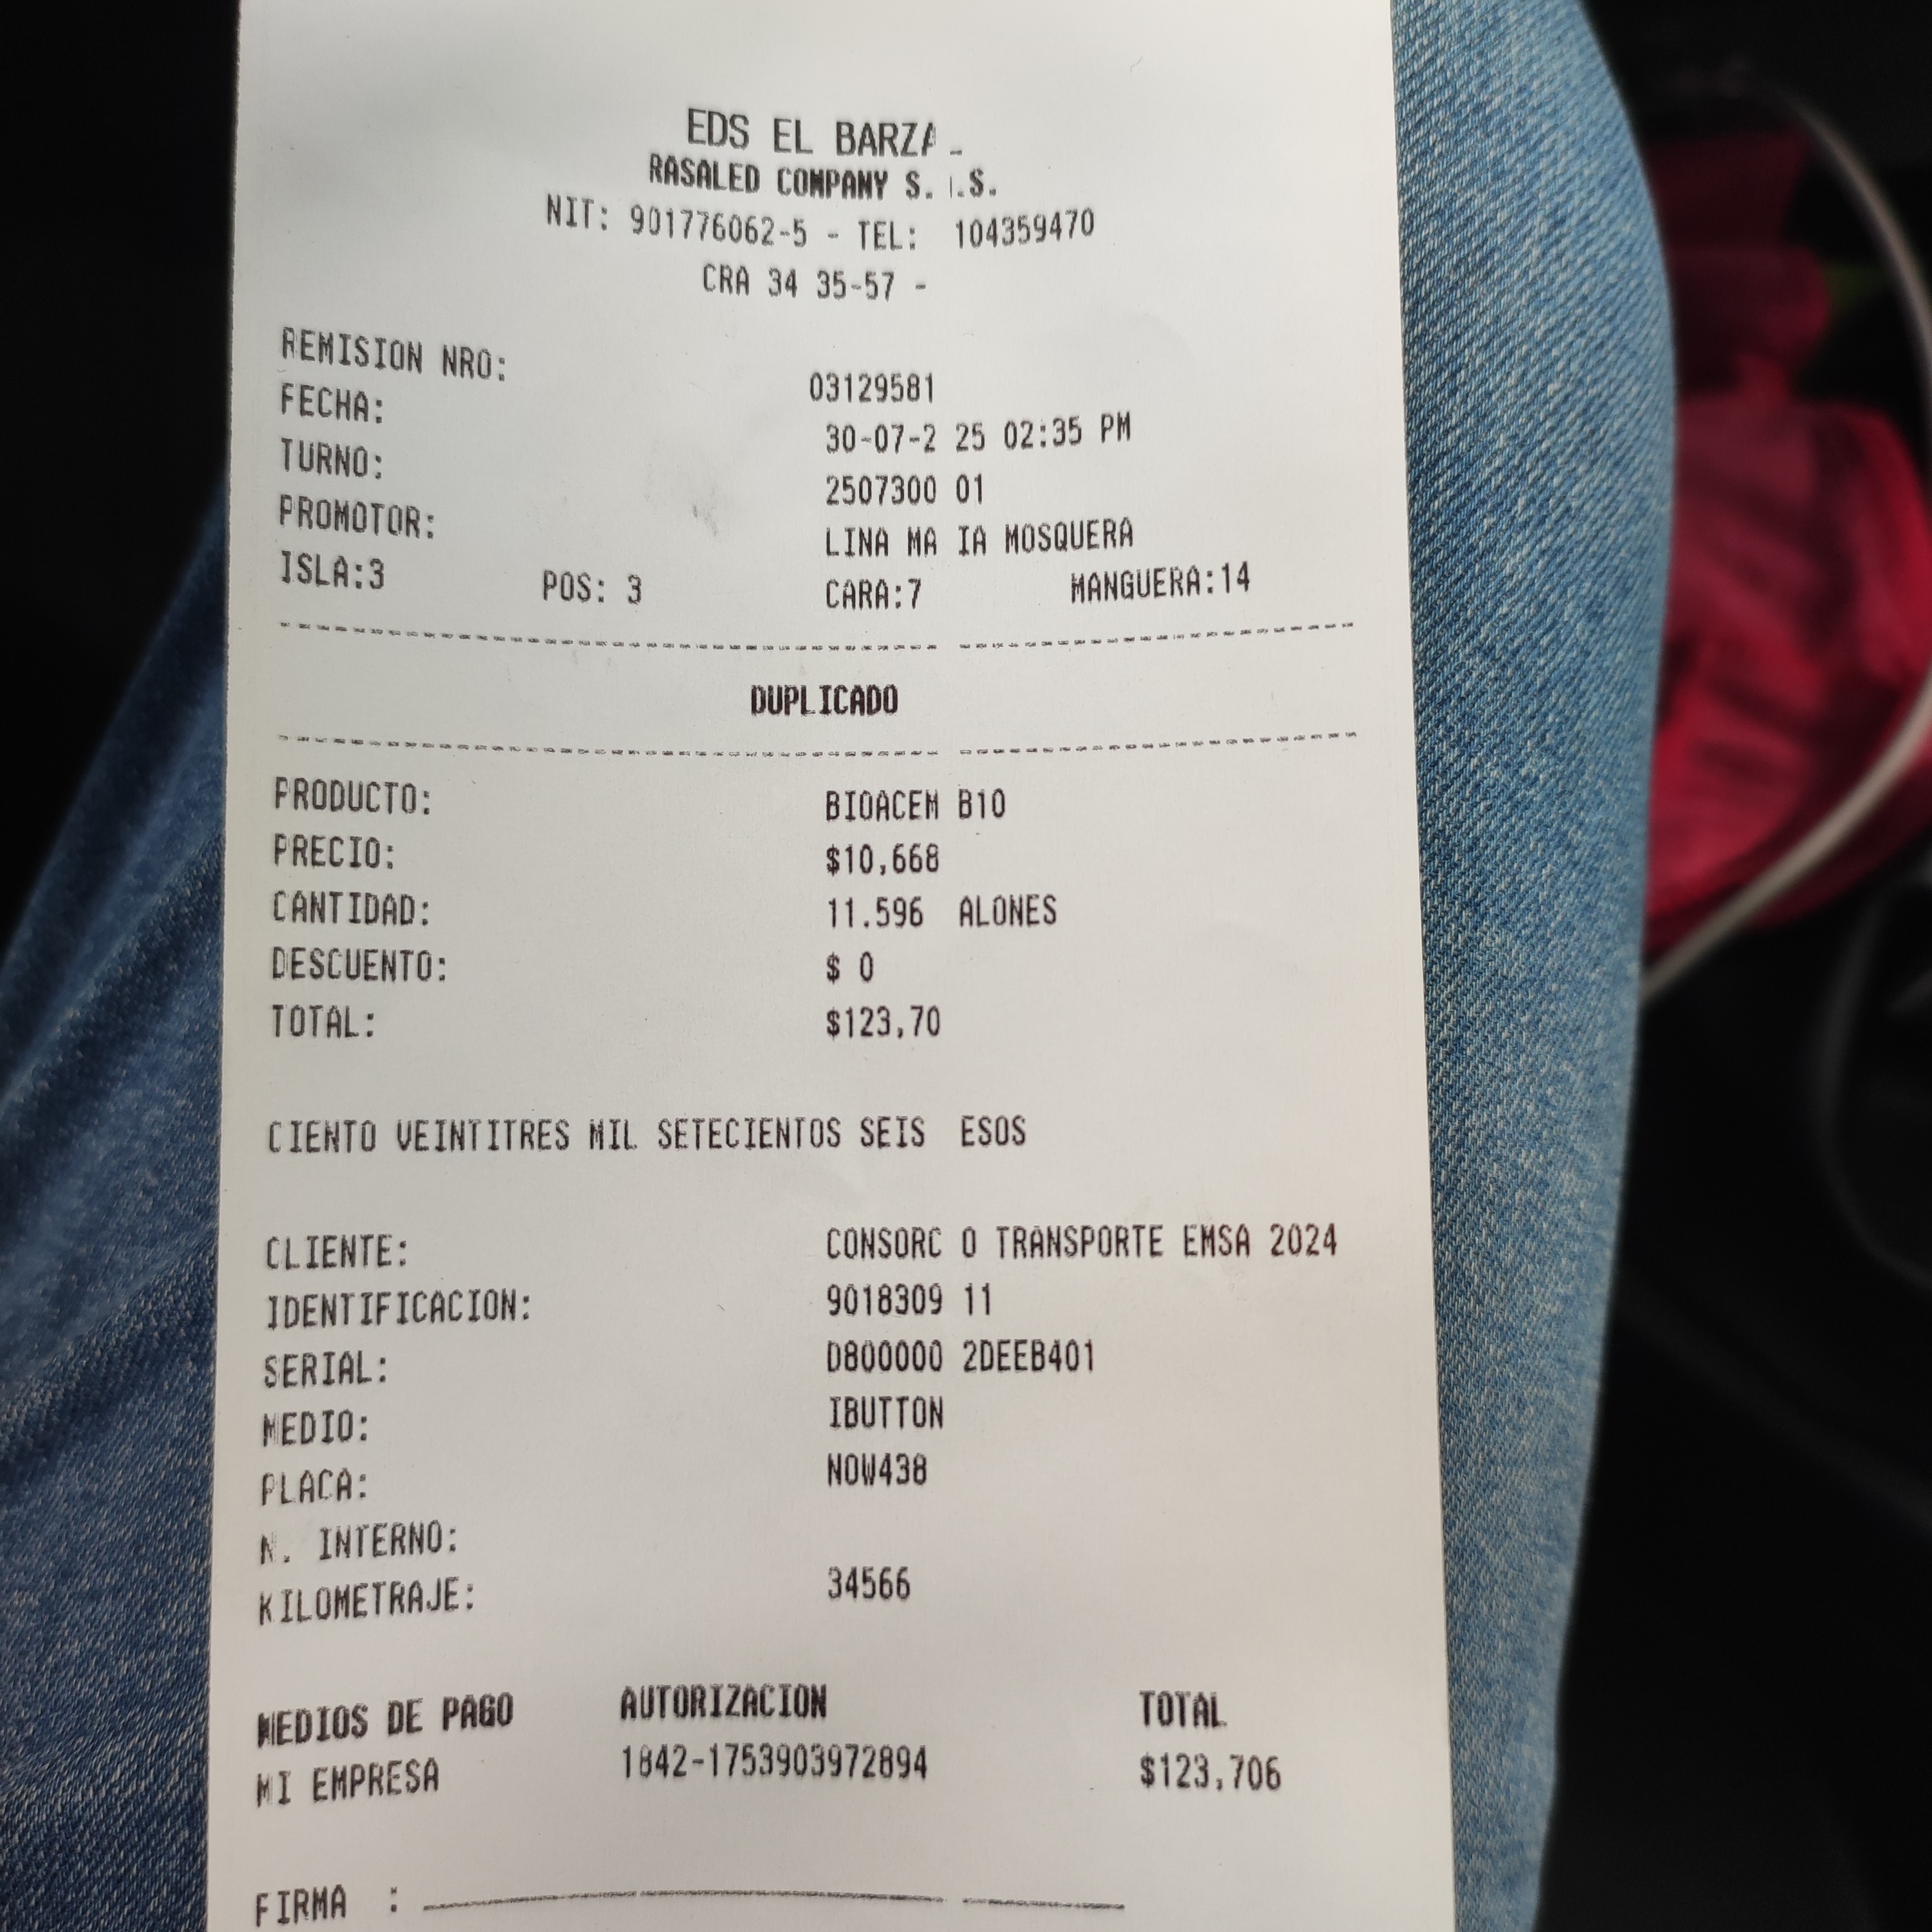 EDS EL BARZA
RASALED COMPANY S. .S.
NIT: 901776062-5 - TEL: 104359470
CRA 34 35-57 -
REMISION NRO: 03129581
FECHA: 30-07-2 25 02:35 PM
TURNO: 2507300 01
PROMOTOR: LINA MA IA MOSQUERA
ISLA:3 POS: 3 CARA:7 MANGUERA:14
DUPLICADO
PRODUCTO: BIOACEM B10
PRECIO: $10,668
CANTIDAD: 11.596 ALONES
DESCUENTO: $ 0
TOTAL: $123,70
CIENTO VEINTITRES MIL SETECIENTOS SEIS ESOS
CLIENTE: CONSORC O TRANSPORTE EMSA 2024
IDENTIFICACION: 9018309 11
SERIAL: D800000 2DEEB401
MEDIO: IBUTTON
PLACA: NOW438
N. INTERNO:
KILOMETRAJE: 34566
MEDIOS DE PAGO AUTORIZACION TOTAL
MI EMPRESA 1842-1753903972894 $123,706
FIRMA :